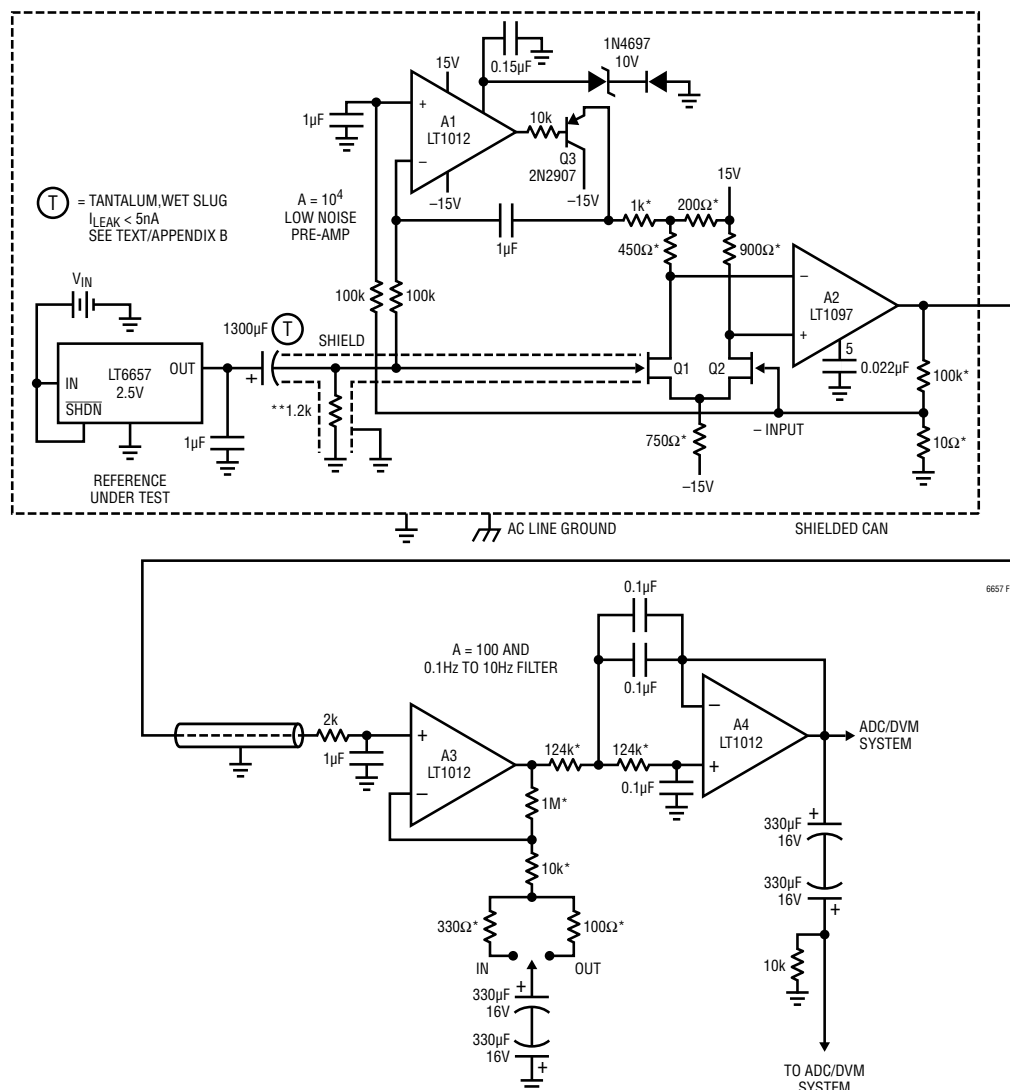 1N4697
10V
0.15µF
15V
+
A1
LT1012
–
–15V
1µF
10k
Q3
2N2907
–15V
15V
T
= TANTALUM,WET SLUG
ILEAK < 5nA
SEE TEXT/APPENDIX B
A = 10⁴
LOW NOISE
PRE-AMP
1µF
1k*
200Ω*
450Ω*
900Ω*
–
A2
LT1097
+
5
0.022µF
100k*
10Ω*
100k
100k
VIN
1300µF
T
+
SHIELD
LT6657
2.5V
IN
OUT
SHDN
1µF
**1.2k
Q1
Q2
– INPUT
750Ω*
–15V
REFERENCE
UNDER TEST
AC LINE GROUND
SHIELDED CAN
6657 F
A = 100 AND
0.1Hz TO 10Hz FILTER
0.1µF
0.1µF
2k
1µF
+
A3
LT1012
–
124k*
124k*
0.1µF
–
A4
LT1012
+
ADC/DVM
SYSTEM
1M*
10k*
330Ω*
100Ω*
IN
OUT
+
330µF
16V
330µF
16V
+
+
330µF
16V
330µF
16V
+
10k
TO ADC/DVM
SYSTEM